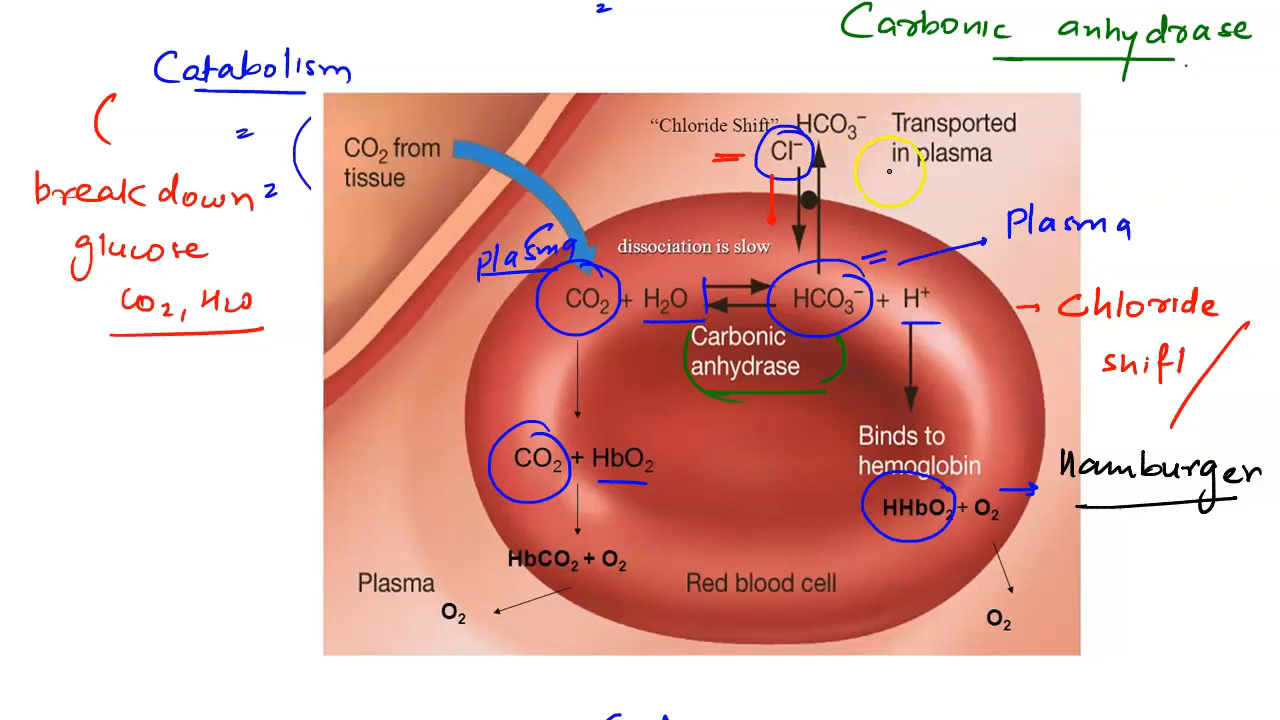 Carbonic anhydrase
Catabolism
(
break down
glucose
CO₂, H₂O
CO₂ from
tissue
"Chloride Shift"
HCO₃⁻
Cl⁻
Transported
in plasma
dissociation is slow
plasma
CO₂ + H₂O
HCO₃⁻ + H⁺
Carbonic
anhydrase
Plasma
→ Chloride
shift
CO₂ + HbO₂
Binds to
hemoglobin
HHbO₂ + O₂
Hamburger
HbCO₂ + O₂
Plasma
O₂
Red blood cell
O₂